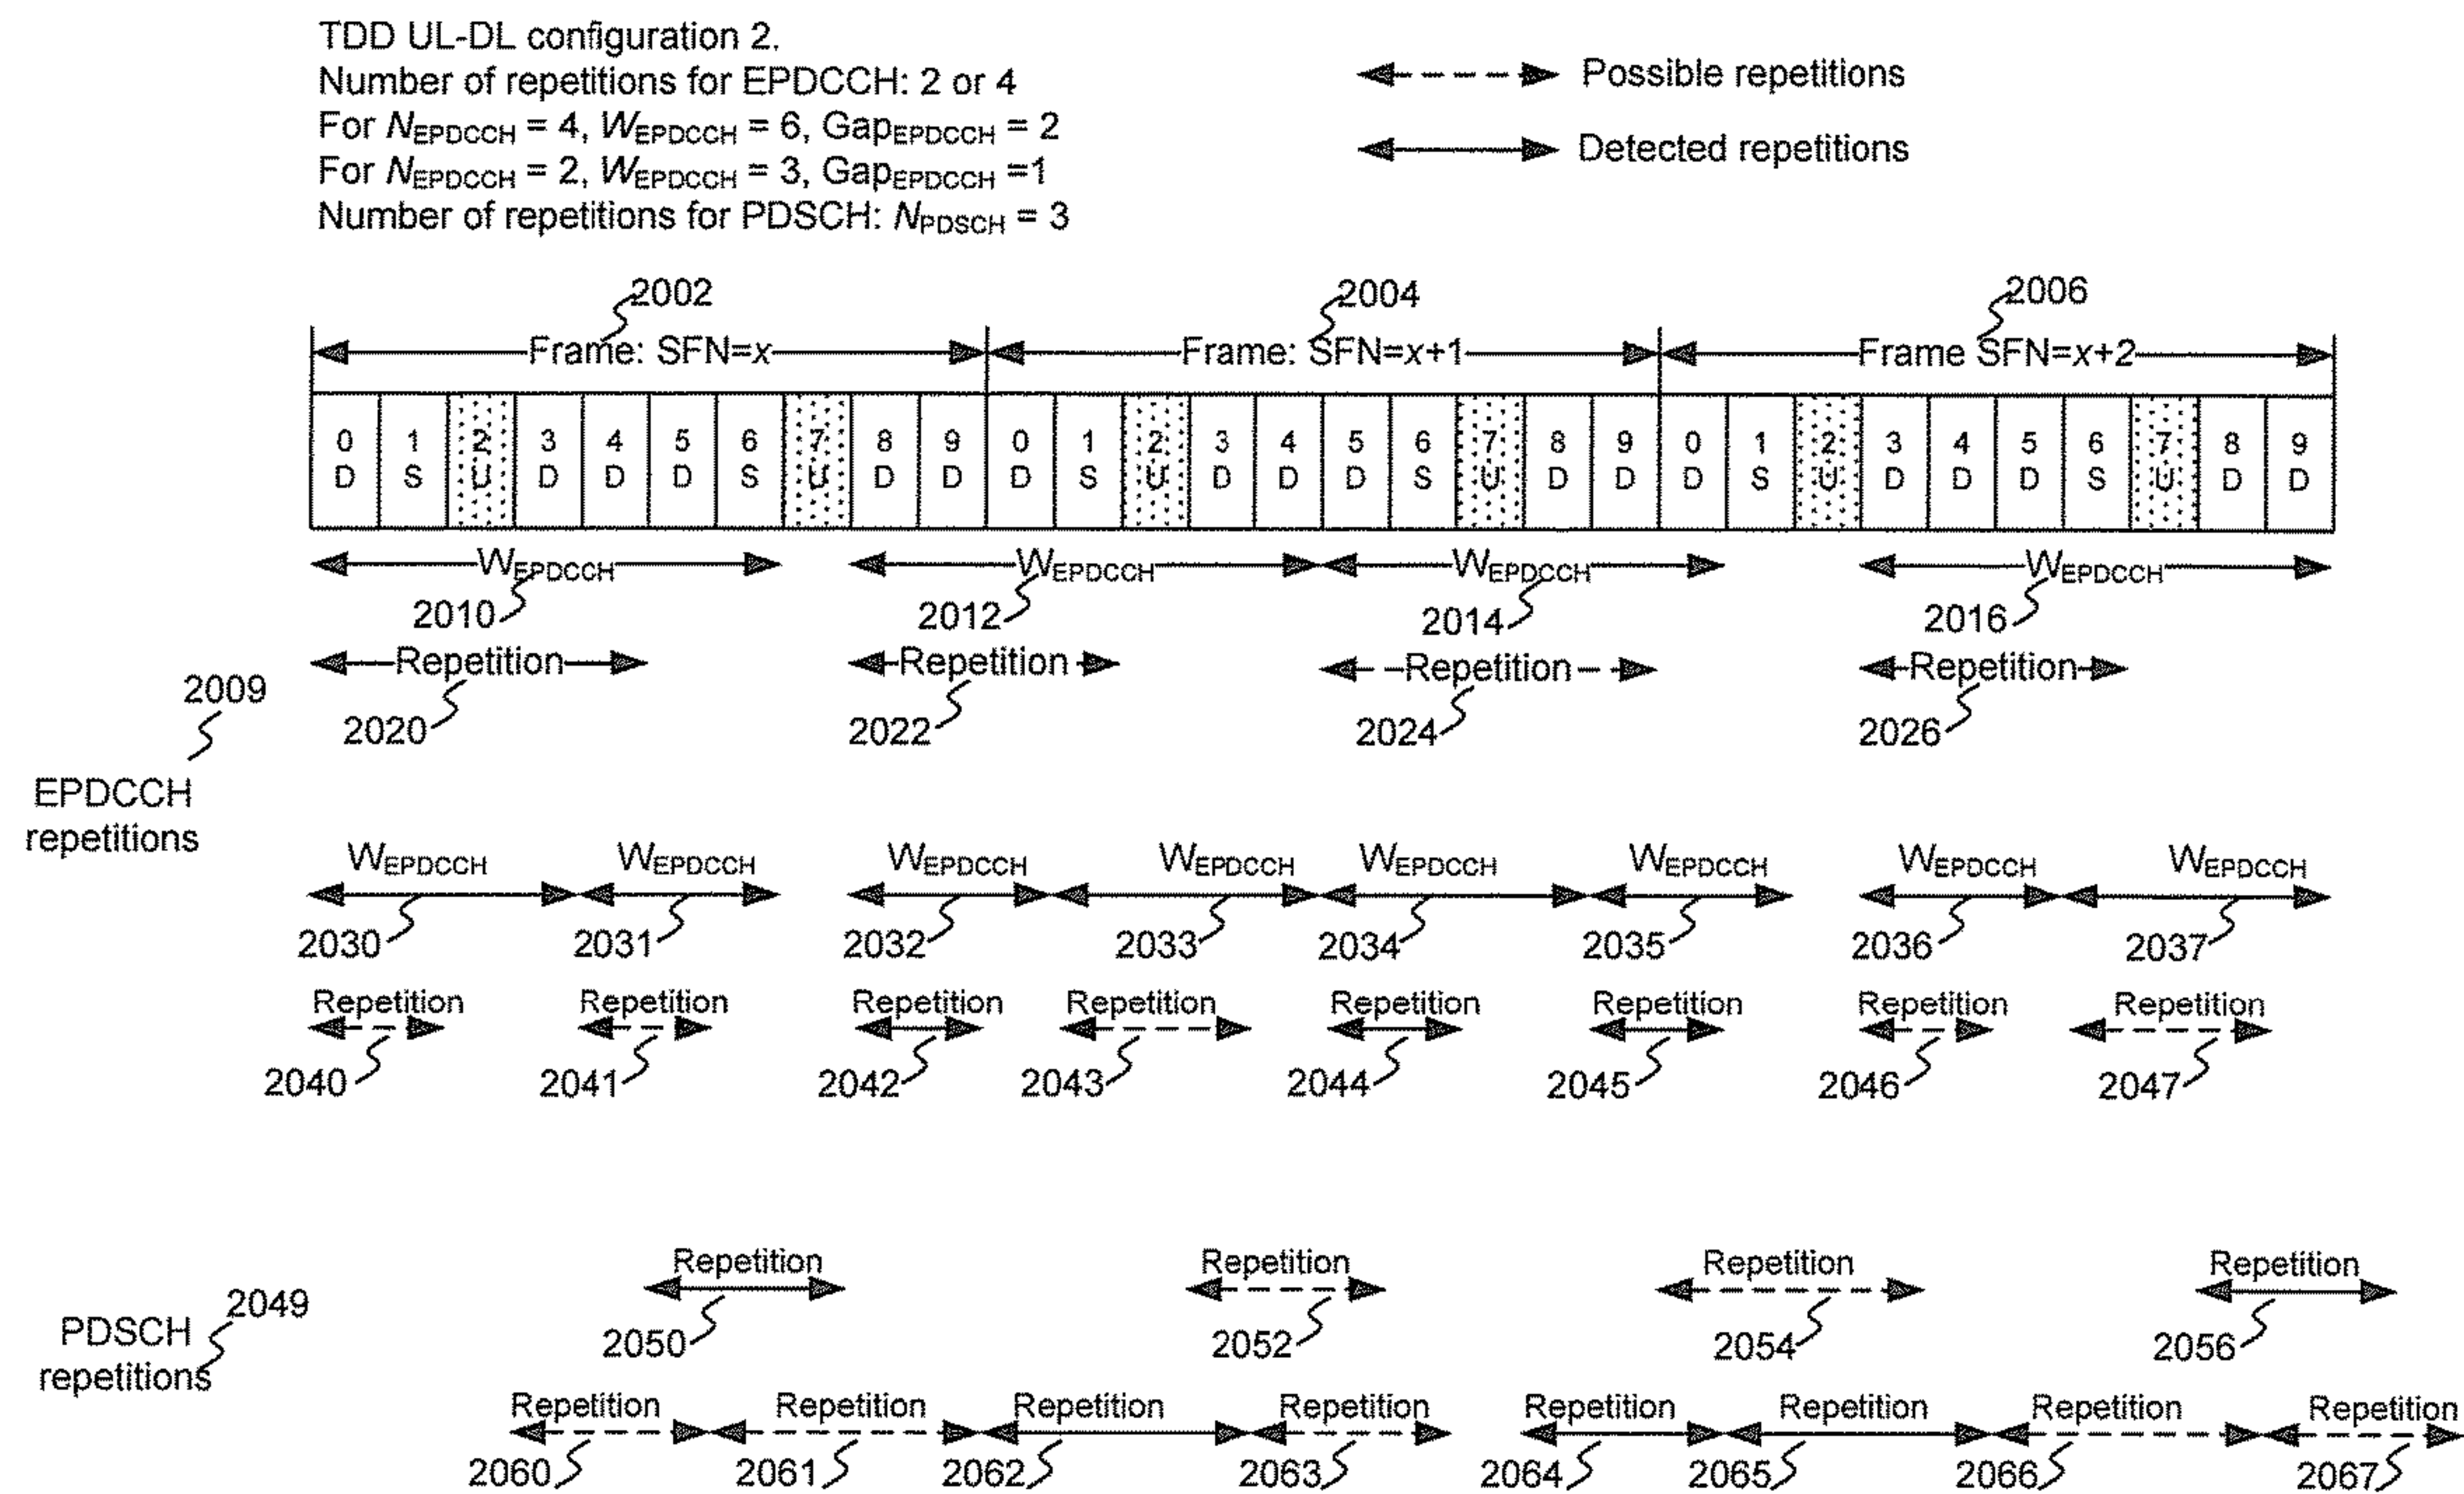 TDD UL-DL configuration 2.
Number of repetitions for EPDCCH: 2 or 4
For NEPDCCH = 4, WEPDCCH = 6, GapEPDCCH = 2
For NEPDCCH = 2, WEPDCCH = 3, GapEPDCCH =1
Number of repetitions for PDSCH: NPDSCH = 3
Possible repetitions
Detected repetitions
2002 2004 2006
Frame: SFN=x Frame: SFN=x+1 Frame SFN=x+2
0 1 2 3 4 5 6 7 8 9 0 1 2 3 4 5 6 7 8 9 0 1 2 3 4 5 6 7 8 9
D S U D D D S U D D D S U D D D S U D D D S U D D D S U D D
WEPDCCH WEPDCCH WEPDCCH WEPDCCH
2010 2012 2014 2016
Repetition Repetition Repetition Repetition
2020 2022 2024 2026
2009
EPDCCH
repetitions
WEPDCCH WEPDCCH WEPDCCH WEPDCCH WEPDCCH WEPDCCH WEPDCCH WEPDCCH
2030 2031 2032 2033 2034 2035 2036 2037
Repetition Repetition Repetition Repetition Repetition Repetition Repetition Repetition
2040 2041 2042 2043 2044 2045 2046 2047
Repetition Repetition Repetition Repetition
2050 2052 2054 2056
2049
PDSCH
repetitions
Repetition Repetition Repetition Repetition Repetition Repetition Repetition Repetition
2060 2061 2062 2063 2064 2065 2066 2067